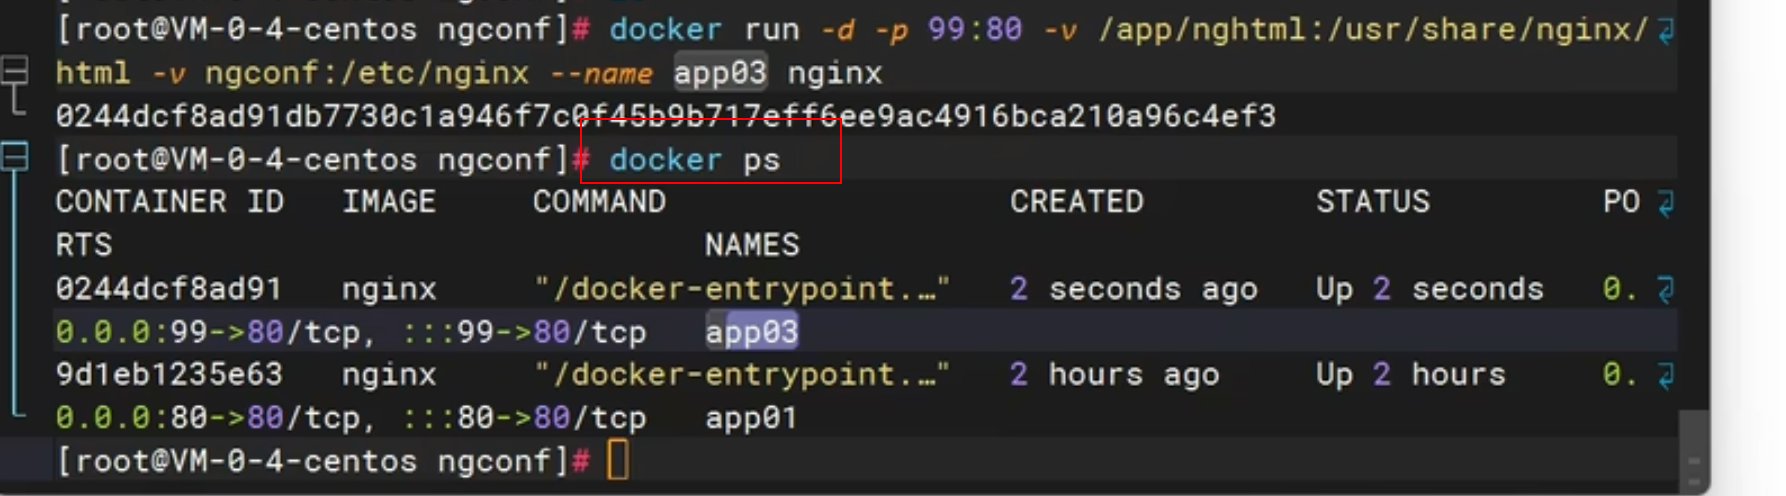 [root@VM-0-4-centos ngconf]# docker run -d -p 99:80 -v /app/nghtml:/usr/share/nginx/
html -v ngconf:/etc/nginx --name app03 nginx
0244dcf8ad91db7730c1a946f7c0f45b9b717eff6ee9ac4916bca210a96c4ef3
[root@VM-0-4-centos ngconf]# docker ps
CONTAINER ID   IMAGE     COMMAND                  CREATED         STATUS         PO
RTS                               NAMES
0244dcf8ad91   nginx     "/docker-entrypoint.…"   2 seconds ago   Up 2 seconds   0.
0.0.0:99->80/tcp, :::99->80/tcp   app03
9d1eb1235e63   nginx     "/docker-entrypoint.…"   2 hours ago     Up 2 hours     0.
0.0.0:80->80/tcp, :::80->80/tcp   app01
[root@VM-0-4-centos ngconf]#